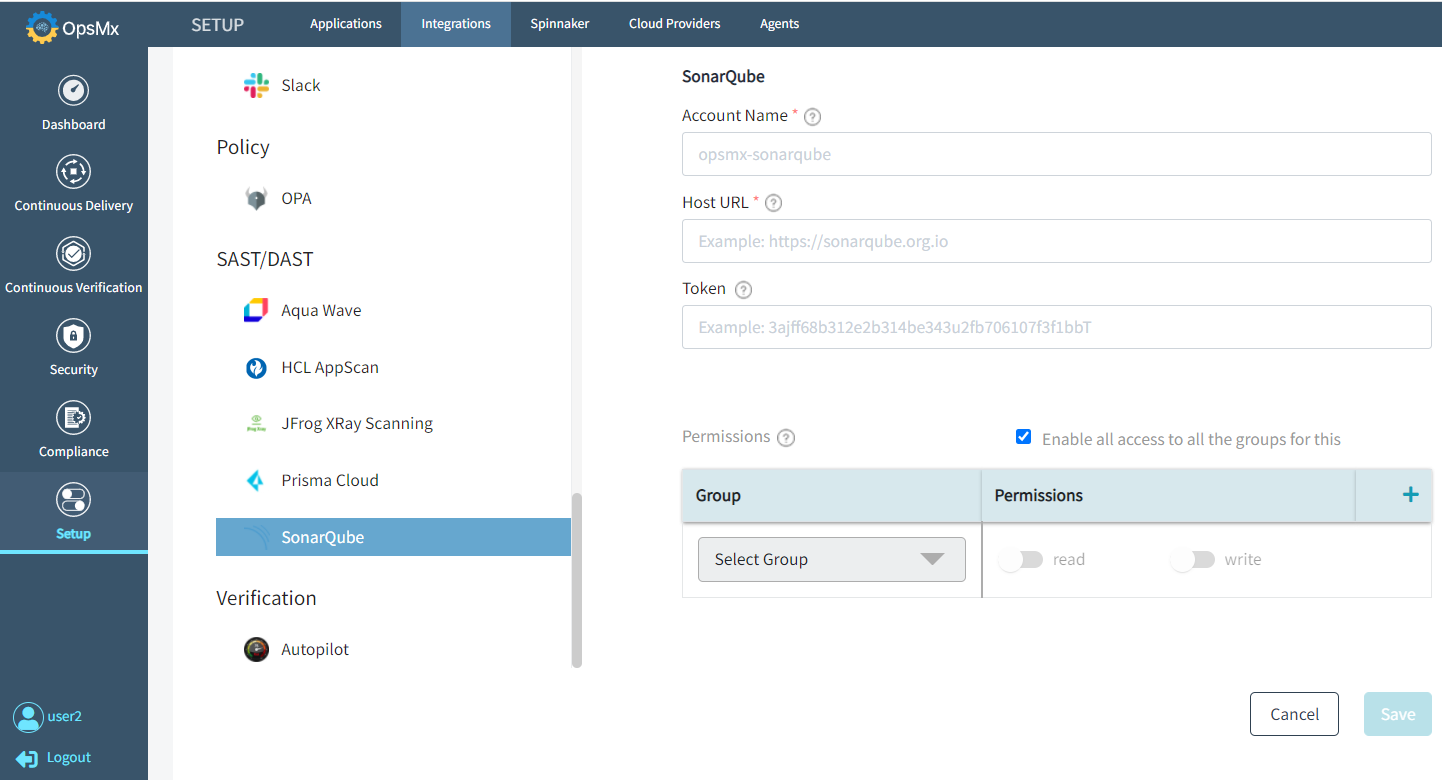 OpsMx
SETUP
Applications
Integrations
Spinnaker
Cloud Providers
Agents
Dashboard
Continuous Delivery
Continuous Verification
Security
Compliance
Setup
user2
Logout
Slack
Policy
OPA
SAST/DAST
Aqua Wave
HCL AppScan
JFrog XRay Scanning
Prisma Cloud
SonarQube
Verification
Autopilot
SonarQube
Account Name * ?
opsmx-sonarqube
Host URL * ?
Example: https://sonarqube.org.io
Token ?
Example: 3ajff68b312e2b314be343u2fb706107f3f1bbT
Permissions ?
Enable all access to all the groups for this
Group
Permissions
+
Select Group
read
write
Cancel
Save